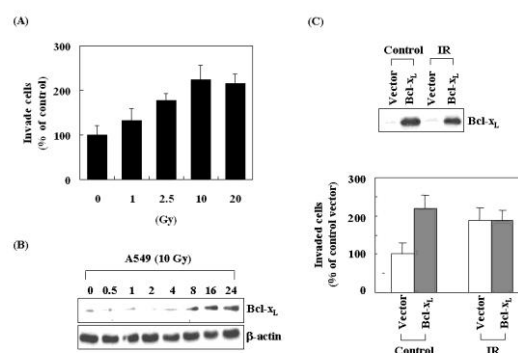 (A)
300
200
100
0
Invade cells
(% of control)
0 1 2.5 10 20
(Gy)
(B)
A549 (10 Gy)
0 0.5 1 2 4 8 16 24
Bcl-xL
β-actin
(C)
Control IR
Vector Bcl-xL Vector Bcl-xL
Bcl-xL
300
200
100
0
Invaded cells
(% of control vector)
Vector Bcl-xL Vector Bcl-xL
Control IR